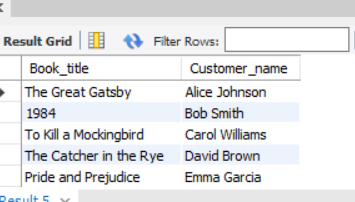 Result Grid Filter Rows:
Book_title Customer_name
The Great Gatsby Alice Johnson
1984 Bob Smith
To Kill a Mockingbird Carol Williams
The Catcher in the Rye David Brown
Pride and Prejudice Emma Garcia
Result 5